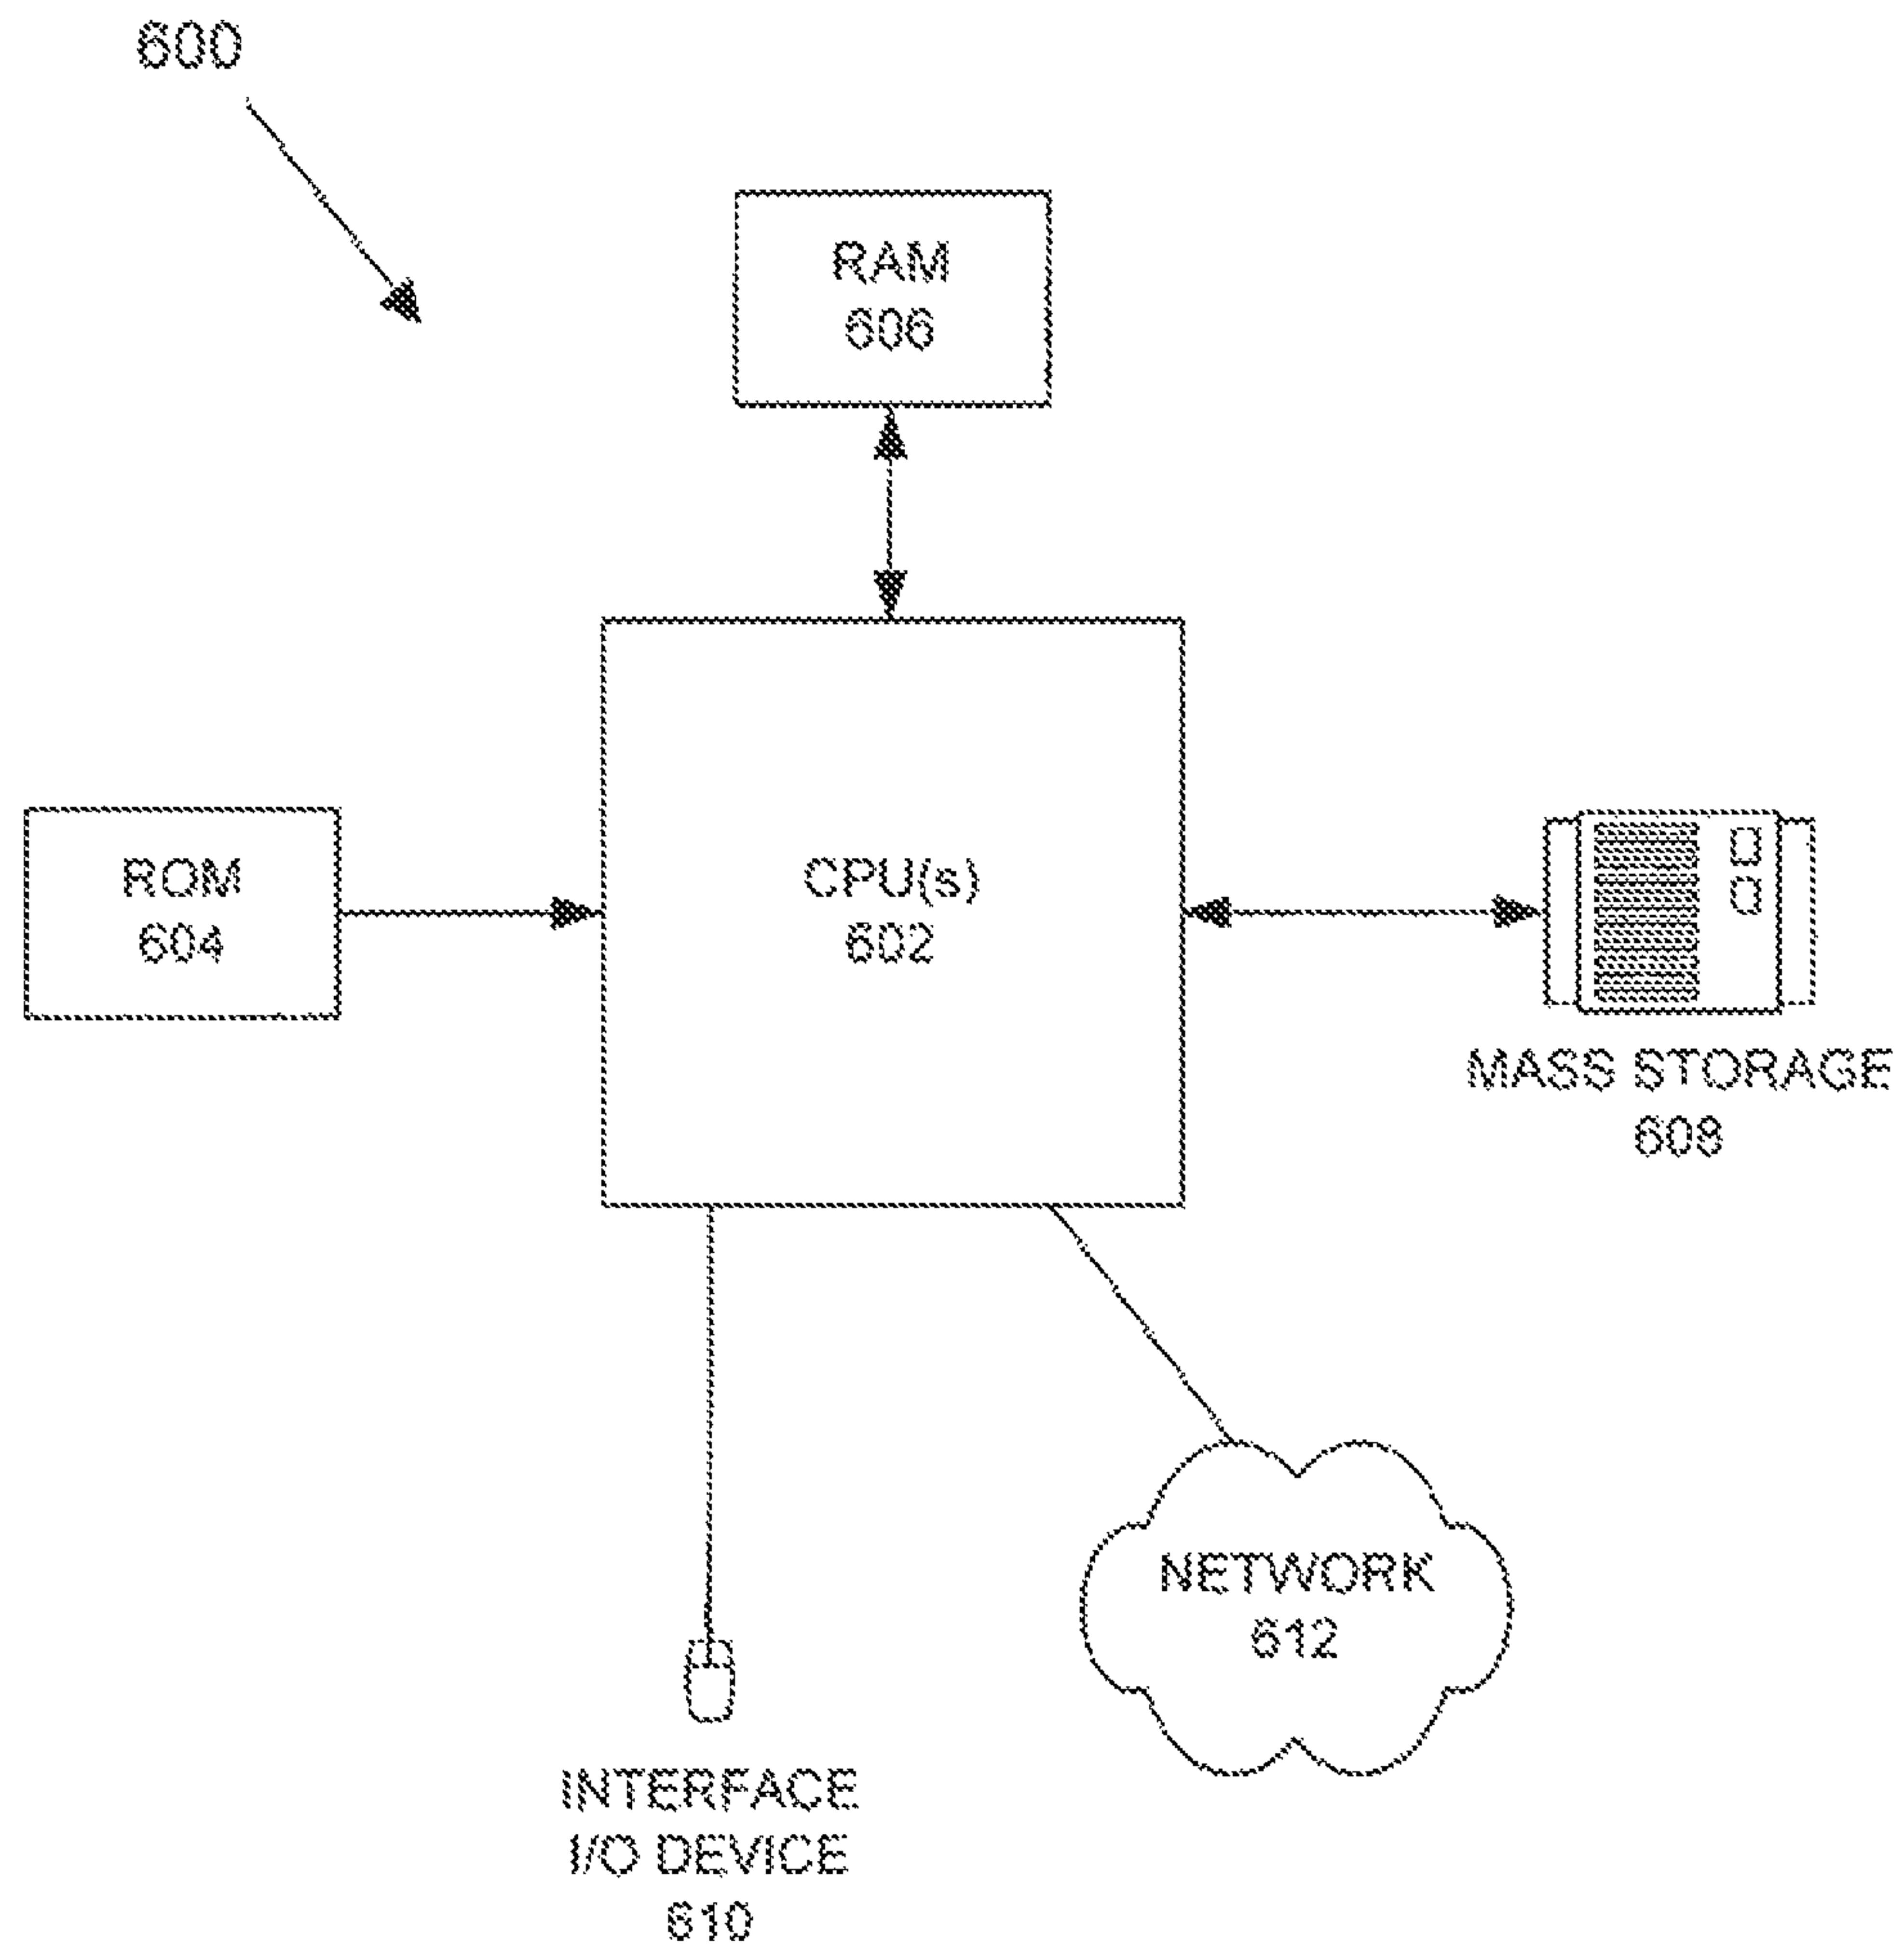 600
RAM
606
ROM
604
CPU(s)
602
MASS STORAGE
608
NETWORK
612
INTERFACE
I/O DEVICE
610